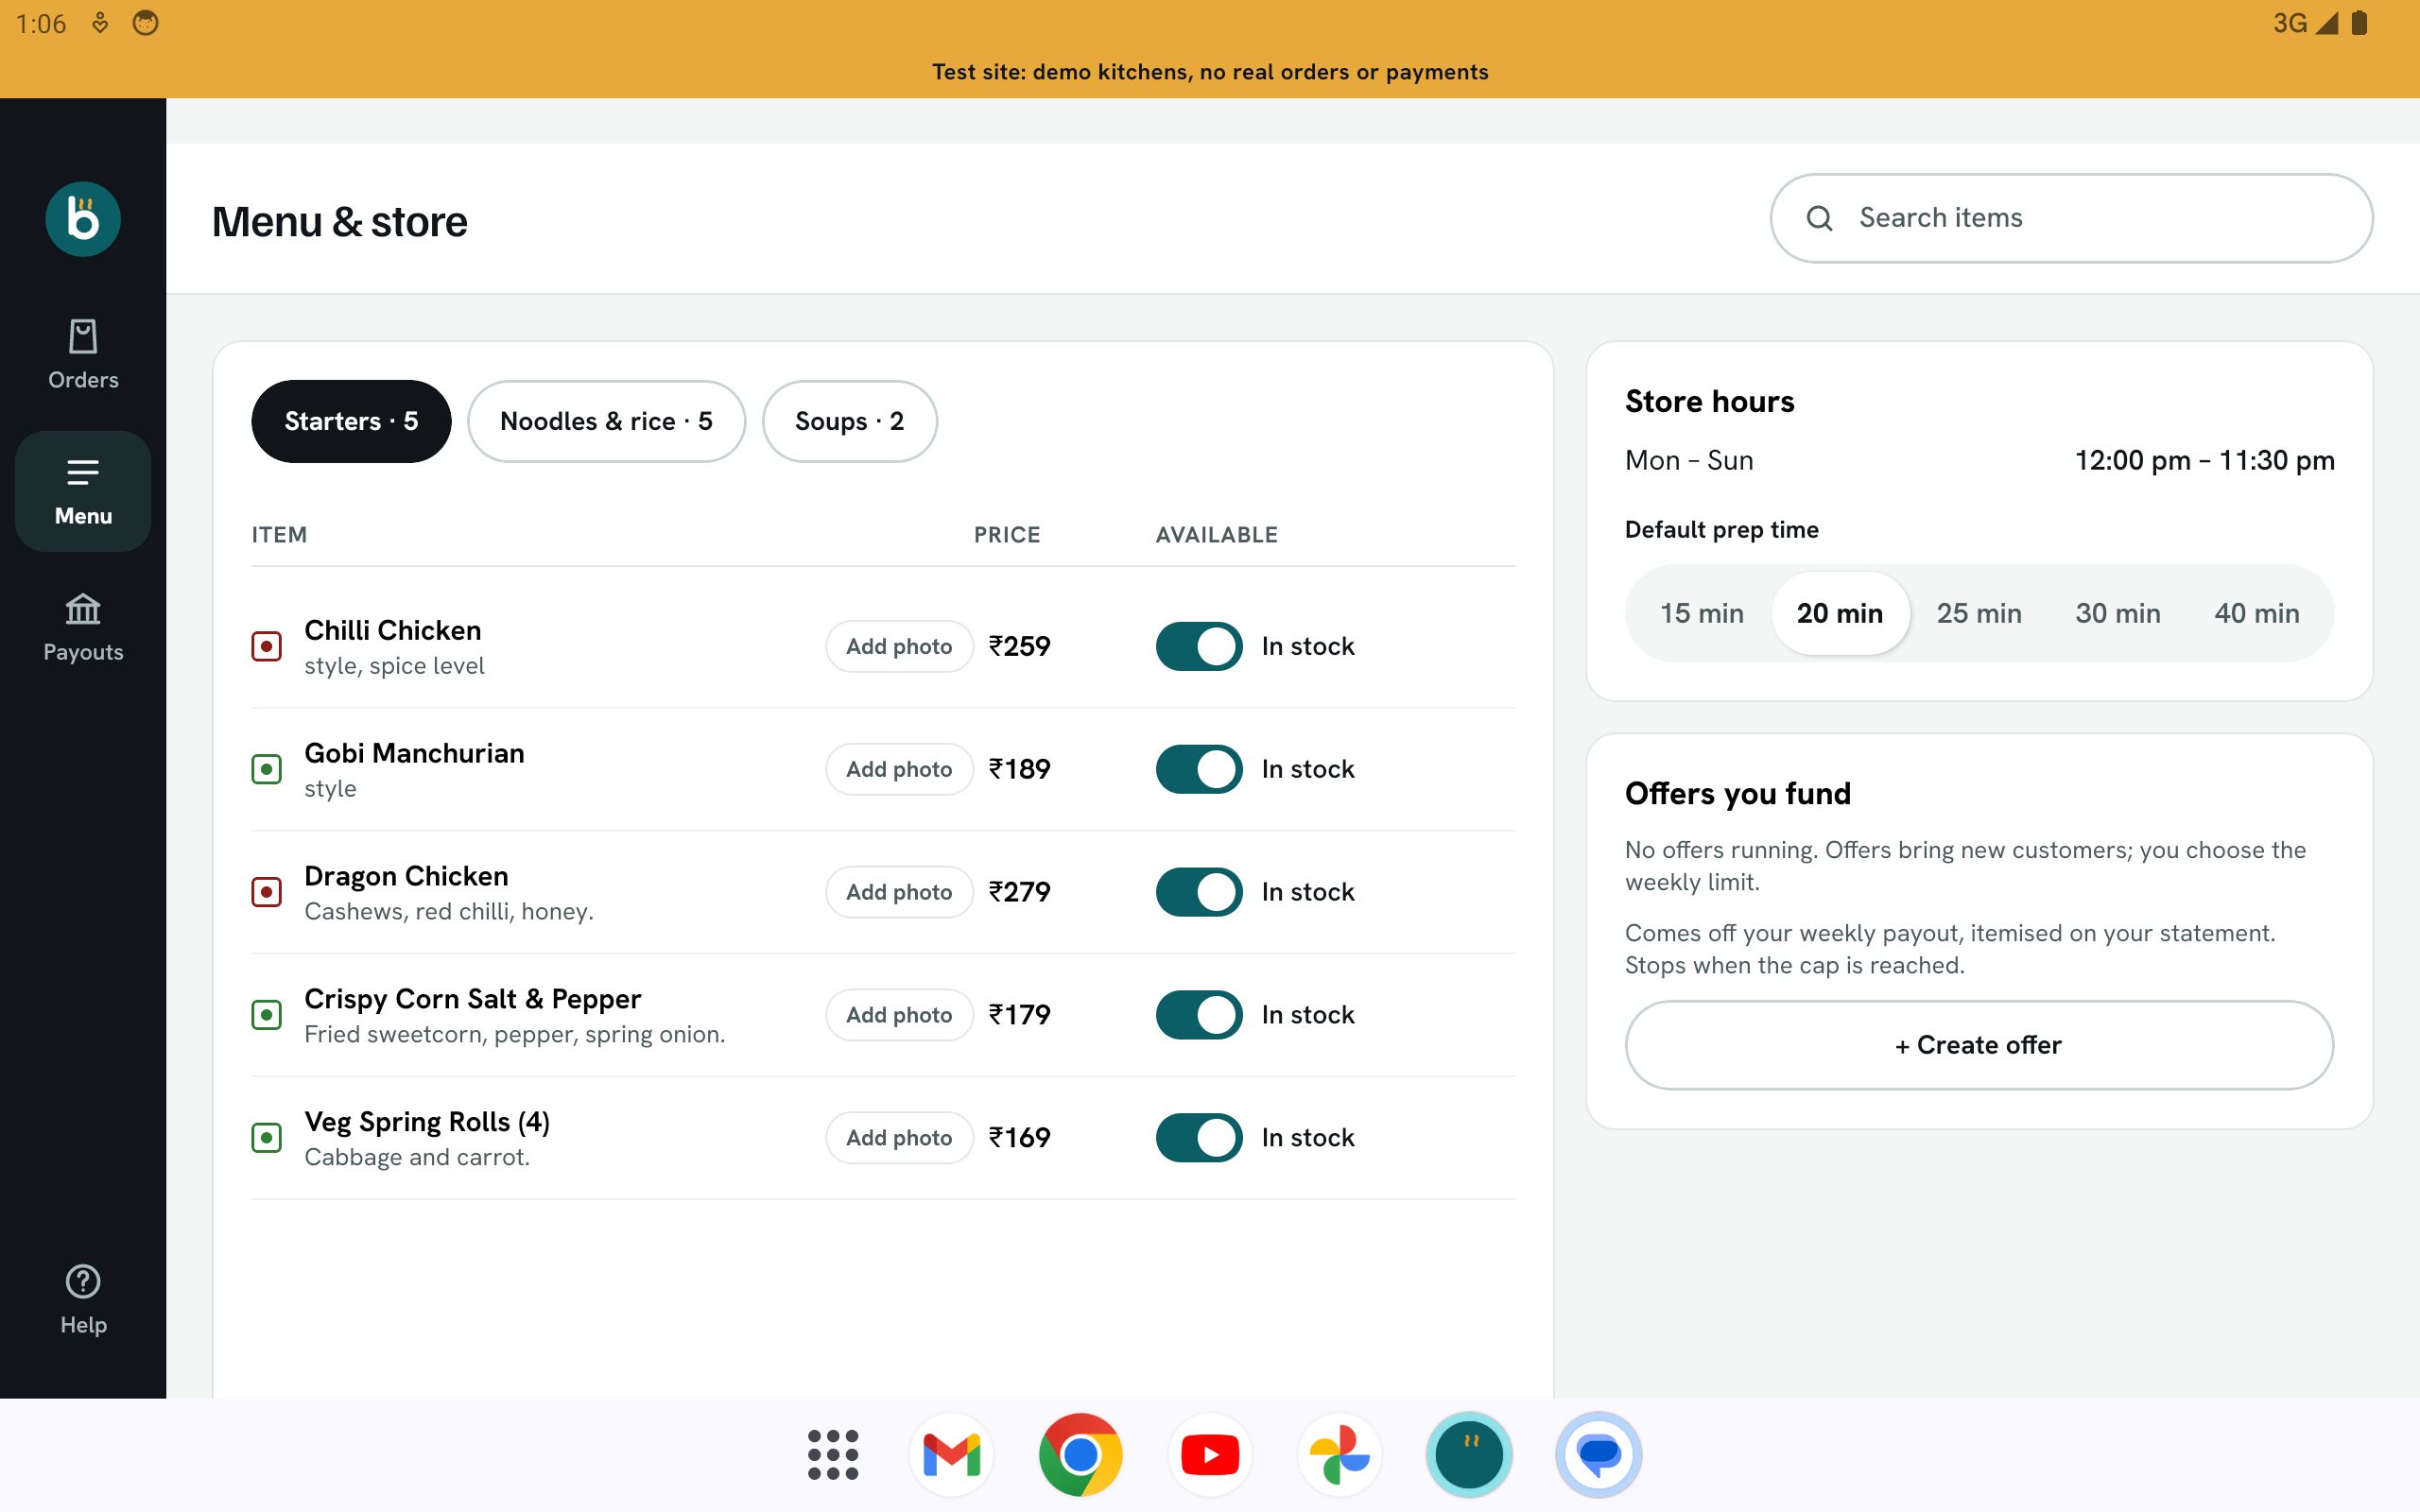 1:06
3G
Test site: demo kitchens, no real orders or payments
b
Orders
Menu
Payouts
Help
Menu & store
Search items
Starters · 5
Noodles & rice · 5
Soups · 2
ITEM PRICE AVAILABLE
Chilli Chicken
style, spice level
Add photo ₹259 In stock
Gobi Manchurian
style
Add photo ₹189 In stock
Dragon Chicken
Cashews, red chilli, honey.
Add photo ₹279 In stock
Crispy Corn Salt & Pepper
Fried sweetcorn, pepper, spring onion.
Add photo ₹179 In stock
Veg Spring Rolls (4)
Cabbage and carrot.
Add photo ₹169 In stock
Store hours
Mon – Sun 12:00 pm – 11:30 pm
Default prep time
15 min 20 min 25 min 30 min 40 min
Offers you fund
No offers running. Offers bring new customers; you choose the
weekly limit.
Comes off your weekly payout, itemised on your statement.
Stops when the cap is reached.
+ Create offer